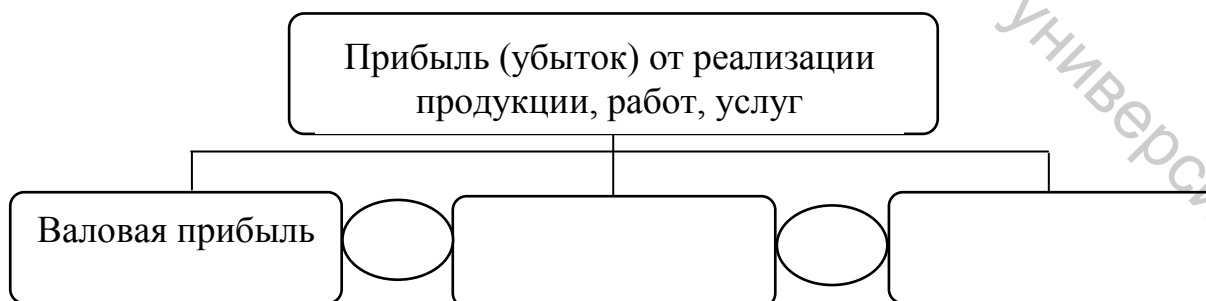 Прибыль (убыток) от реализации
продукции, работ, услуг
Валовая прибыль